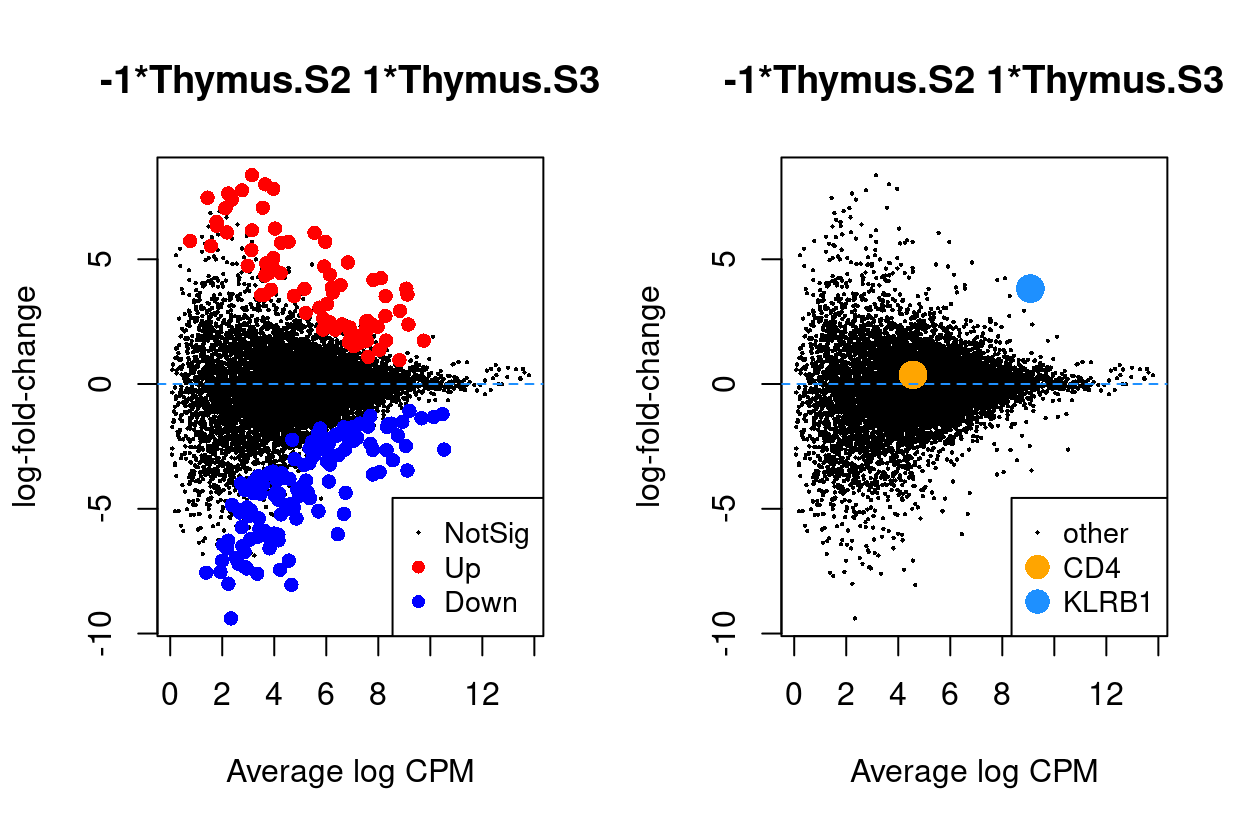 -1*Thymus.S2 1*Thymus.S3
log-fold-change
5
0
-5
-10
NotSig
Up
Down
0 2 4 6 8 12
Average log CPM
-1*Thymus.S2 1*Thymus.S3
log-fold-change
5
0
-5
-10
other
CD4
KLRB1
0 2 4 6 8 12
Average log CPM